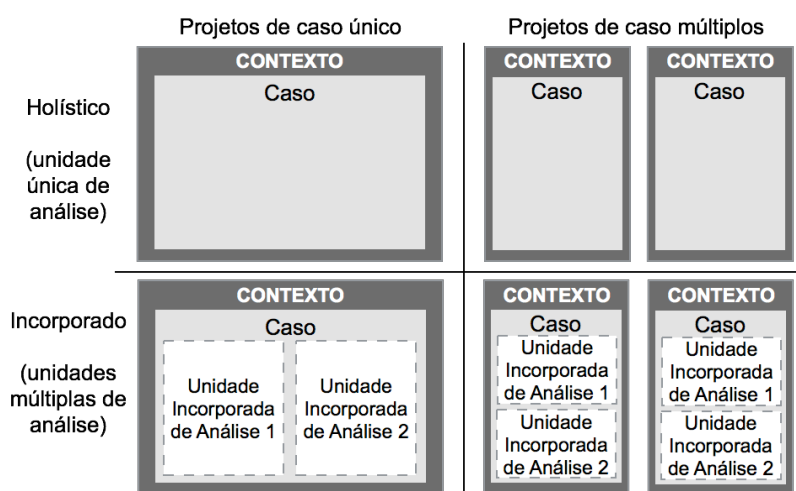 Projetos de caso único
Projetos de caso múltiplos
Holístico
(unidade
única de
análise)
CONTEXTO
Caso
CONTEXTO
Caso
CONTEXTO
Caso
Incorporado
(unidades
múltiplas de
análise)
CONTEXTO
Caso
Unidade
Incorporada
de Análise 1
Unidade
Incorporada
de Análise 2
CONTEXTO
Caso
Unidade
Incorporada
de Análise 1
Unidade
Incorporada
de Análise 2
CONTEXTO
Caso
Unidade
Incorporada
de Análise 1
Unidade
Incorporada
de Análise 2